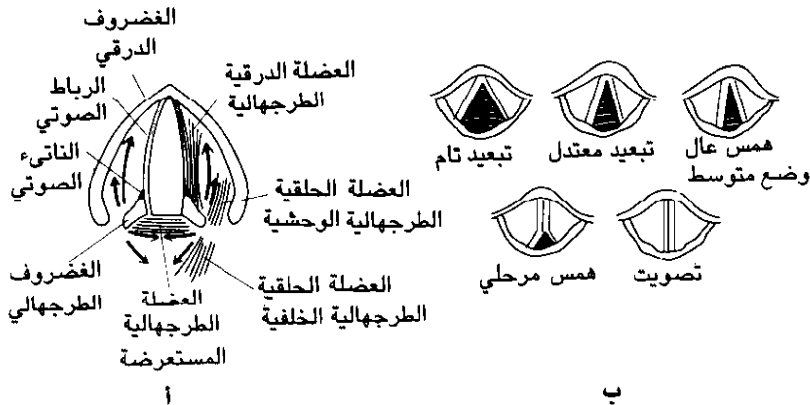 الغضروف
الدرقي
الرباط
الصوتي
الناتيء
الصوتي
الغضروف
الطرجهالي
العضلة
الطرجهالية
المستعرضة
العضلة الدرقية
الطرجهالية
العضلة الحلقية
الطرجهالية الوحشية
العضلة الحلقية
الطرجهالية الخلفية
أ
همس عال
وضع متوسط
تبعيد معتدل
تبعيد تام
تصويت
همس مرحلي
ب